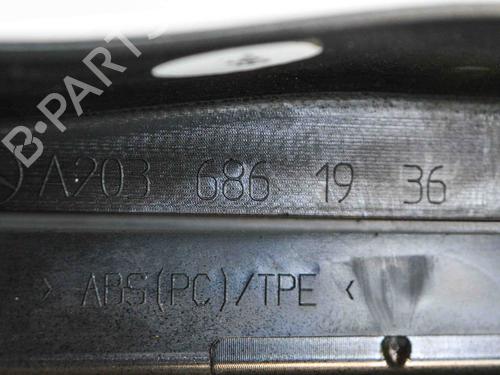 B·PARTS
A203 686 19 36
> ABS(PC)/TPE <